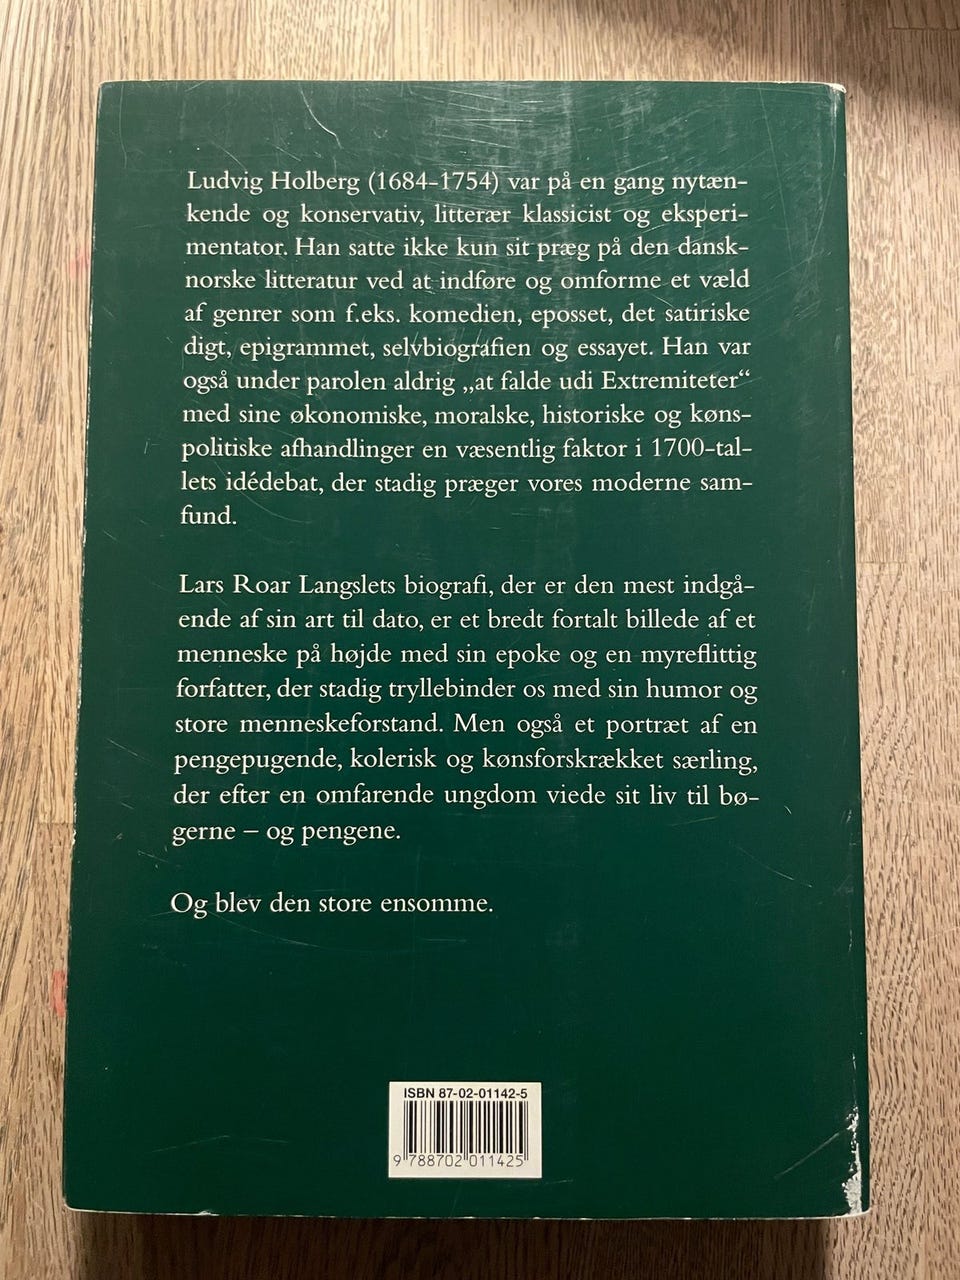 Ludvig Holberg (1684-1754) var på en gang nytæn-
kende og konservativ, litterær klassicist og eksperi-
mentator. Han satte ikke kun sit præg på den dansk-
norske litteratur ved at indføre og omforme et væld
af genrer som f.eks. komedien, eposset, det satiriske
digt, epigrammet, selvbiografien og essayet. Han var
også under parolen aldrig „at falde udi Extremiteter“
med sine økonomiske, moralske, historiske og køns-
politiske afhandlinger en væsentlig faktor i 1700-tal-
lets idédebat, der stadig præger vores moderne sam-
fund.
Lars Roar Langslets biografi, der er den mest indgå-
ende af sin art til dato, er et bredt fortalt billede af et
menneske på højde med sin epoke og en myreflittig
forfatter, der stadig tryllebinder os med sin humor og
store menneskeforstand. Men også et portræt af en
pengepugende, kolerisk og kønsforskrækket særling,
der efter en omfarende ungdom viede sit liv til bø-
gerne – og pengene.
Og blev den store ensomme.
ISBN 87-02-01142-5
9 788702 011425